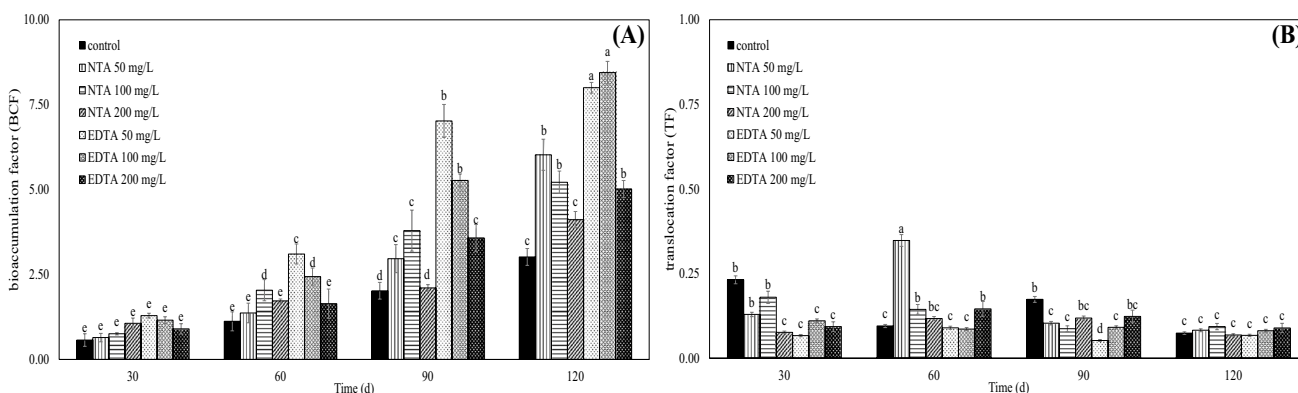 10.00
7.50
5.00
2.50
0.00
bioaccumulation factor (BCF)
(A)
control
NTA 50 mg/L
NTA 100 mg/L
NTA 200 mg/L
EDTA 50 mg/L
EDTA 100 mg/L
EDTA 200 mg/L
e e e e e e e
e e d e c d e
d c c d b b c
c b b c a a b
30 60 90 120
Time (d)
1.00
0.75
0.50
0.25
0.00
translocation factor (TF)
(B)
control
NTA 50 mg/L
NTA 100 mg/L
NTA 200 mg/L
EDTA 50 mg/L
EDTA 100 mg/L
EDTA 200 mg/L
b b b c c c c
c a b bc c c b
b c c bc d c bc
c c c c c c c
30 60 90 120
Time (d)